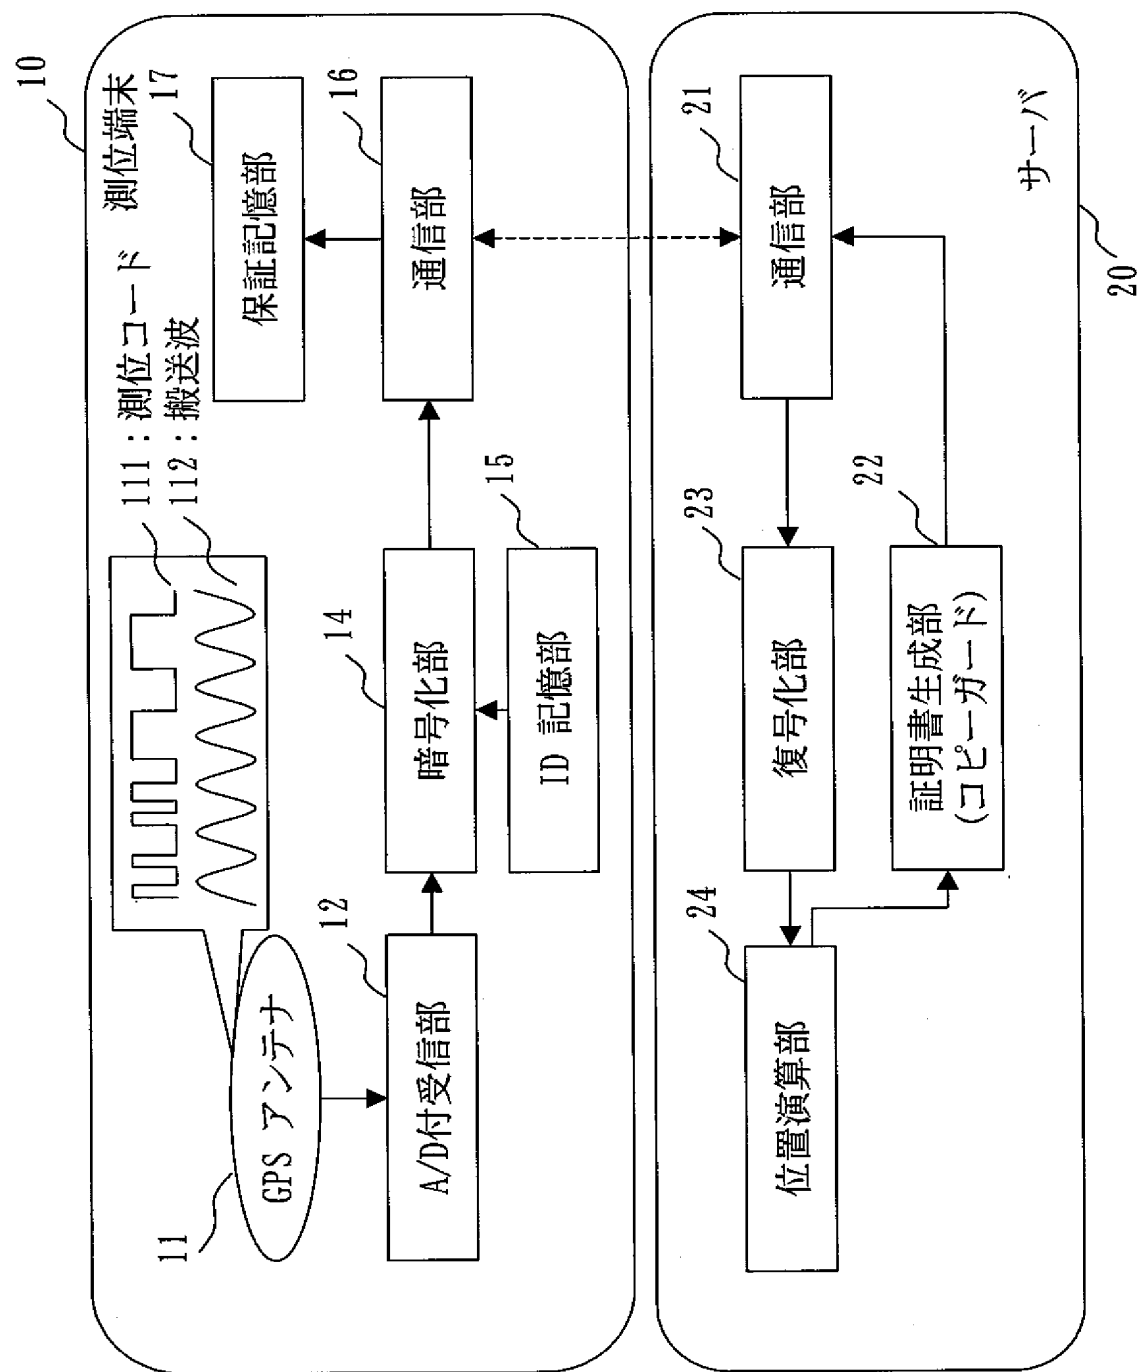 10
測位端末
111：測位コード
112：搬送波
17
保証記憶部
11
GPS アンテナ
12
A/D付受信部
14
暗号化部
16
通信部
15
ID 記憶部
24
位置演算部
23
復号化部
21
通信部
22
証明書生成部
(コピーガード)
サーバ
20